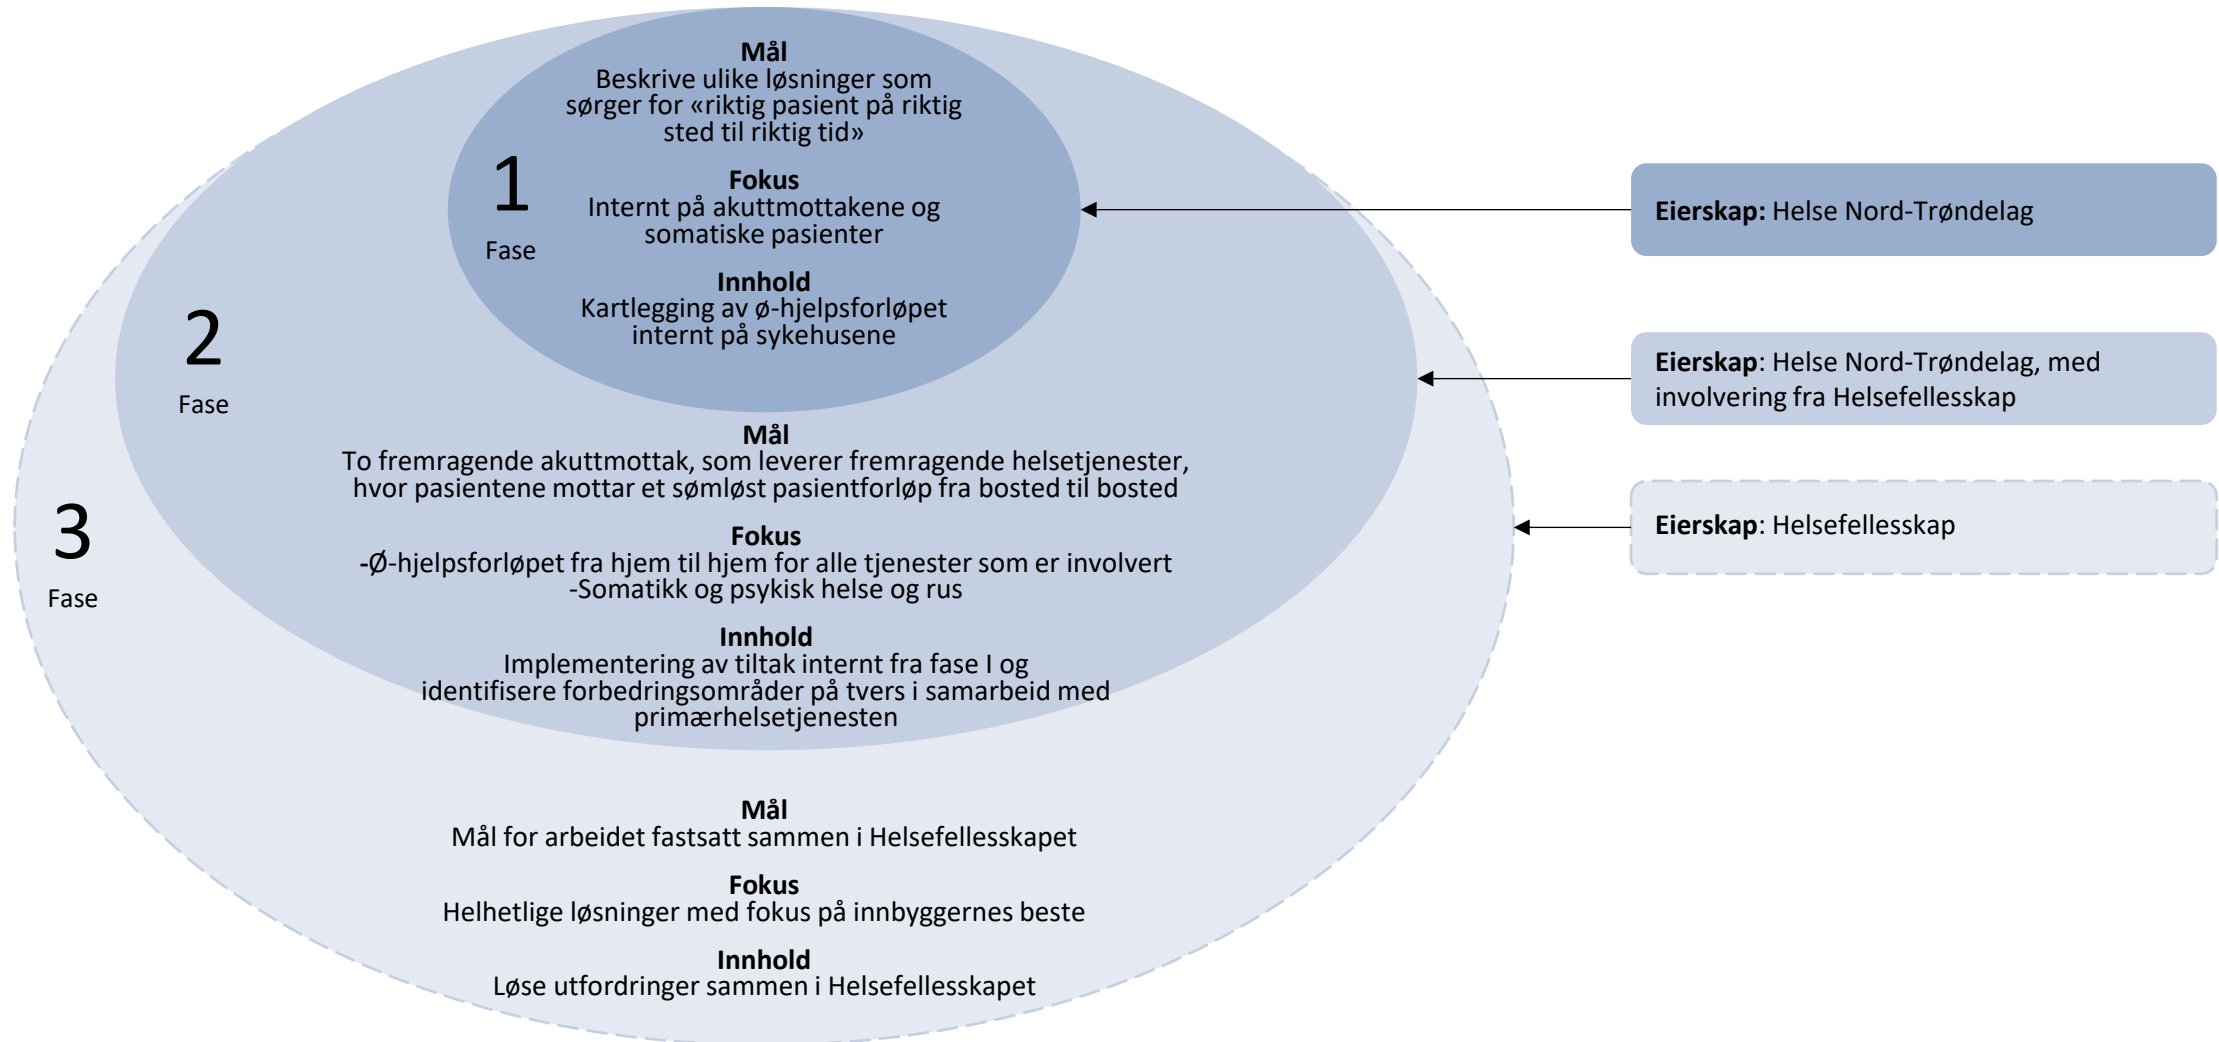 Mål
Beskrive ulike løsninger som
sørger for «riktig pasient på riktig
sted til riktig tid»
1
Fase
Fokus
Internt på akuttmottakene og
somatiske pasienter
Innhold
Kartlegging av ø-hjelpsforløpet
internt på sykehusene
2
Fase
Mål
To fremragende akuttmottak, som leverer fremragende helsetjenester,
hvor pasientene mottar et sømløst pasientforløp fra bosted til bosted
Fokus
-Ø-hjelpsforløpet fra hjem til hjem for alle tjenester som er involvert
-Somatikk og psykisk helse og rus
Innhold
Implementering av tiltak internt fra fase I og
identifisere forbedringsområder på tvers i samarbeid med
primærhelsetjenesten
3
Fase
Mål
Mål for arbeidet fastsatt sammen i Helsefellesskapet
Fokus
Helhetlige løsninger med fokus på innbyggernes beste
Innhold
Løse utfordringer sammen i Helsefellesskapet
Eierskap: Helse Nord-Trøndelag
Eierskap: Helse Nord-Trøndelag, med
involvering fra Helsefellesskap
Eierskap: Helsefellesskap